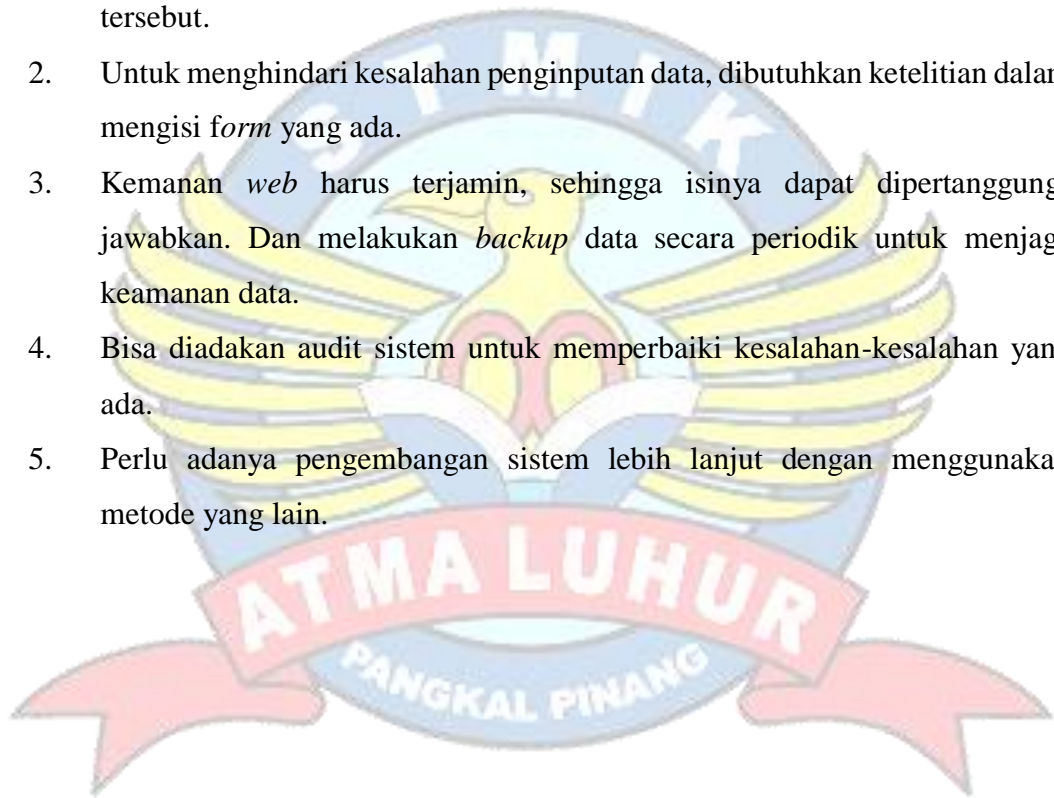 tersebut.
2. Untuk menghindari kesalahan penginputan data, dibutuhkan ketelitian dalam
mengisi form yang ada.
3. Kemanan web harus terjamin, sehingga isinya dapat dipertanggung
jawabkan. Dan melakukan backup data secara periodik untuk menjag
keamanan data.
4. Bisa diadakan audit sistem untuk memperbaiki kesalahan-kesalahan yan
ada.
5. Perlu adanya pengembangan sistem lebih lanjut dengan menggunaka
metode yang lain.
STMIK
ATMA LUHUR
PANGKAL PINANG